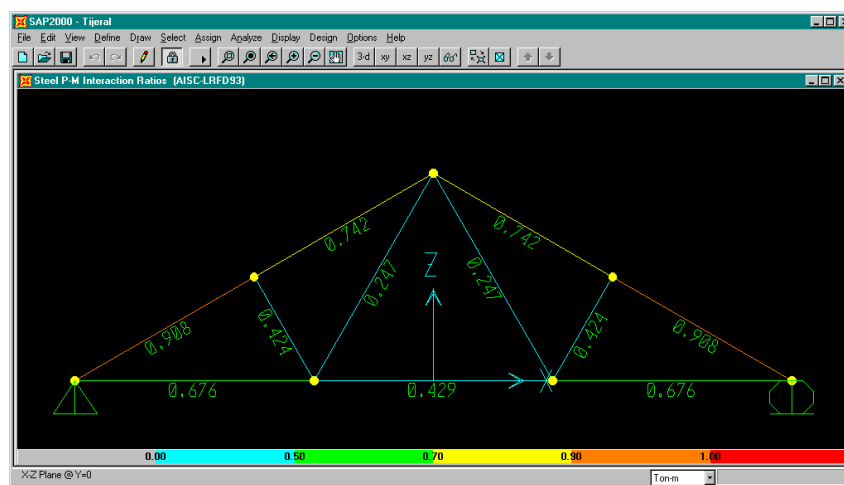 SAP2000 - Tijeral
File Edit View Define Draw Select Assign Analyze Display Design Options Help
3-d xy xz yz
Steel P-M Interaction Ratios (AISC-LRFD93)
0.742 0.742
0.247 Z 0.247
0.908 0.424 0.424 0.908
0.676 0.429 X 0.676
0.00 0.50 0.70 0.90 1.00
X-Z Plane @ Y=0 Ton-m